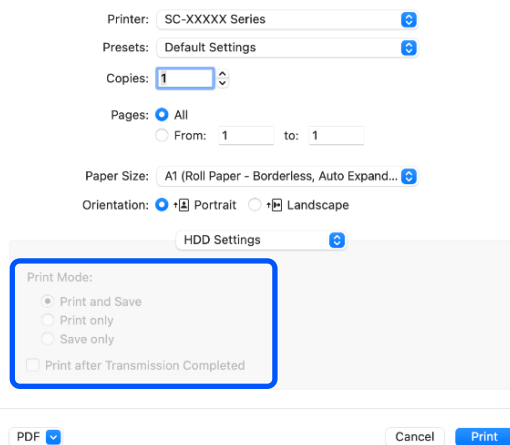 Printer: SC-XXXXX Series
Presets: Default Settings
Copies: 1
Pages: All
From: 1 to: 1
Paper Size: A1 (Roll Paper - Borderless, Auto Expand...
Orientation: Portrait Landscape
HDD Settings
Print Mode:
Print and Save
Print only
Save only
Print after Transmission Completed
PDF Cancel Print